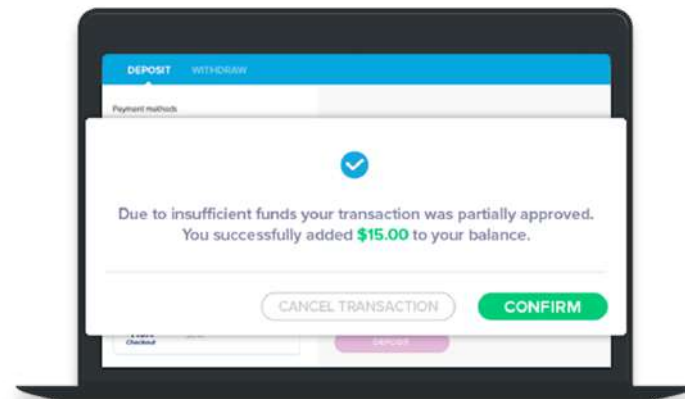 DEPOSIT WITHDRAW
Payment methods
Due to insufficient funds your transaction was partially approved.
You successfully added $15.00 to your balance.
CANCEL TRANSACTION CONFIRM
Checkout DEPOSIT